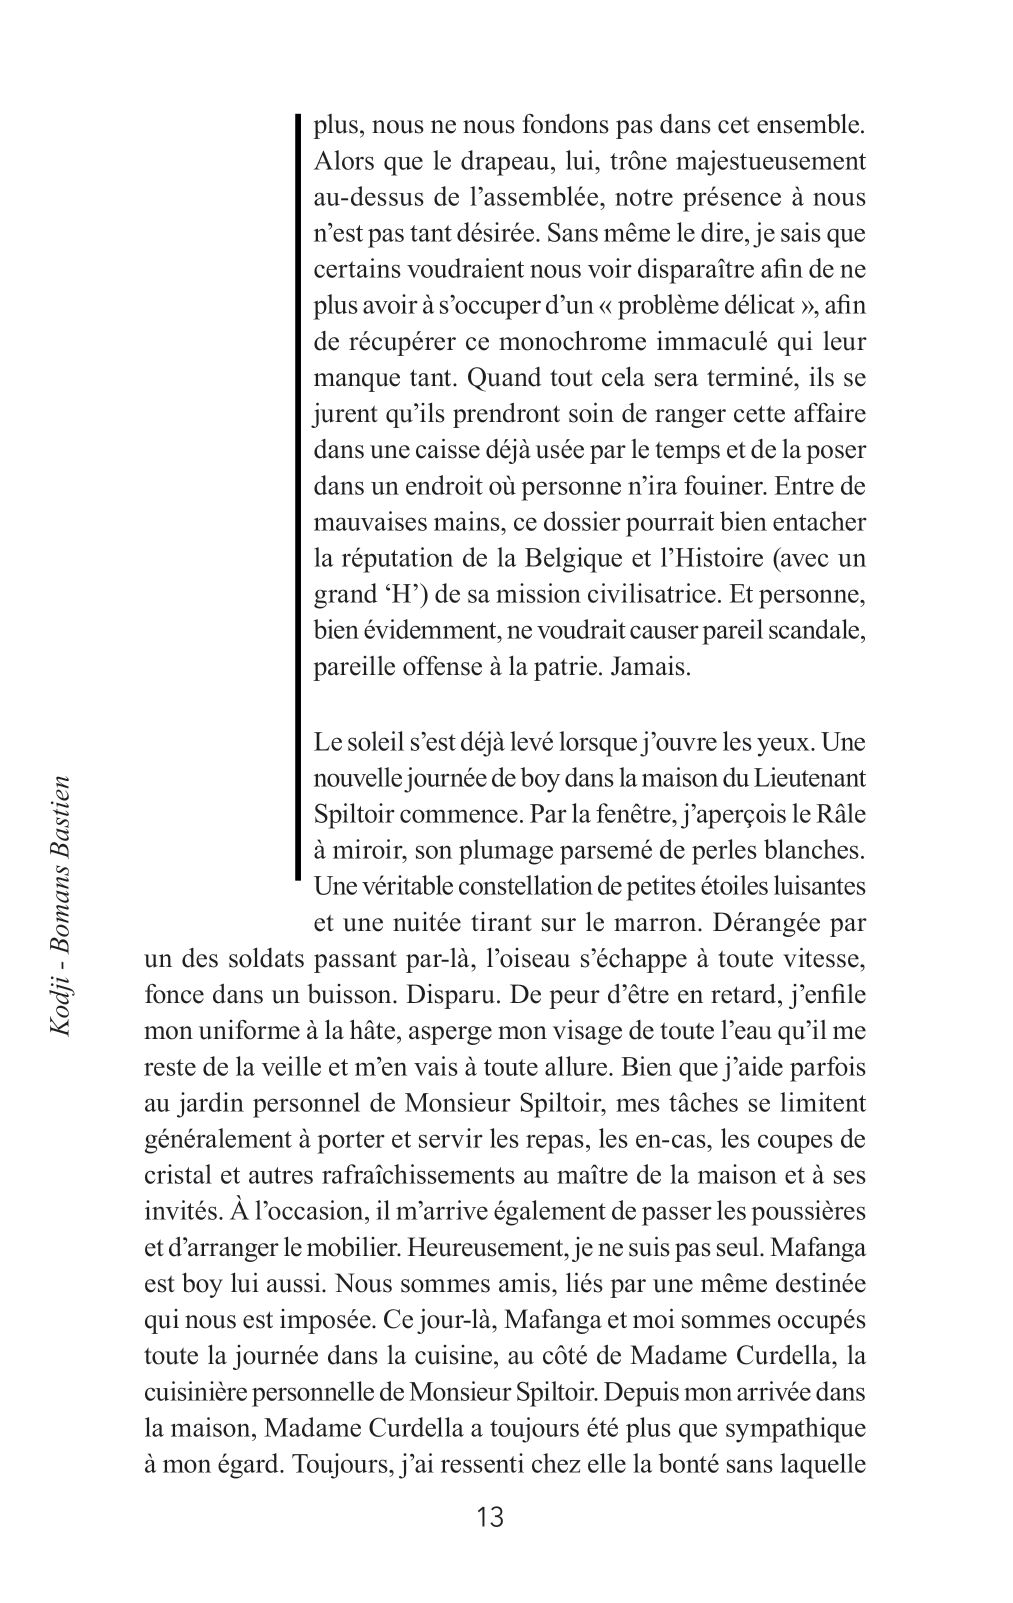 plus, nous ne nous fondons pas dans cet ensemble.
Alors que le drapeau, lui, trône majestueusement
au-dessus de l’assemblée, notre présence à nous
n’est pas tant désirée. Sans même le dire, je sais que
certains voudraient nous voir disparaître afin de ne
plus avoir à s’occuper d’un « problème délicat », afin
de récupérer ce monochrome immaculé qui leur
manque tant. Quand tout cela sera terminé, ils se
jurent qu’ils prendront soin de ranger cette affaire
dans une caisse déjà usée par le temps et de la poser
dans un endroit où personne n’ira fouiner. Entre de
mauvaises mains, ce dossier pourrait bien entacher
la réputation de la Belgique et l’Histoire (avec un
grand ‘H’) de sa mission civilisatrice. Et personne,
bien évidemment, ne voudrait causer pareil scandale,
pareille offense à la patrie. Jamais.
Le soleil s’est déjà levé lorsque j’ouvre les yeux. Une
nouvelle journée de boy dans la maison du Lieutenant
Spiltoir commence. Par la fenêtre, j’aperçois le Râle
à miroir, son plumage parsemé de perles blanches.
Une véritable constellation de petites étoiles luisantes
et une nuitée tirant sur le marron. Dérangée par
un des soldats passant par-là, l’oiseau s’échappe à toute vitesse,
fonce dans un buisson. Disparu. De peur d’être en retard, j’enfile
mon uniforme à la hâte, asperge mon visage de toute l’eau qu’il me
reste de la veille et m’en vais à toute allure. Bien que j’aide parfois
au jardin personnel de Monsieur Spiltoir, mes tâches se limitent
généralement à porter et servir les repas, les en-cas, les coupes de
cristal et autres rafraîchissements au maître de la maison et à ses
invités. À l’occasion, il m’arrive également de passer les poussières
et d’arranger le mobilier. Heureusement, je ne suis pas seul. Mafanga
est boy lui aussi. Nous sommes amis, liés par une même destinée
qui nous est imposée. Ce jour-là, Mafanga et moi sommes occupés
toute la journée dans la cuisine, au côté de Madame Curdella, la
cuisinière personnelle de Monsieur Spiltoir. Depuis mon arrivée dans
la maison, Madame Curdella a toujours été plus que sympathique
à mon égard. Toujours, j’ai ressenti chez elle la bonté sans laquelle
Kodji - Bomans Bastien
13